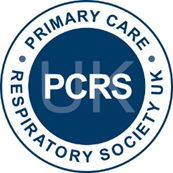 PRIMARY CARE
RESPIRATORY SOCIETY UK
UK
PCRS